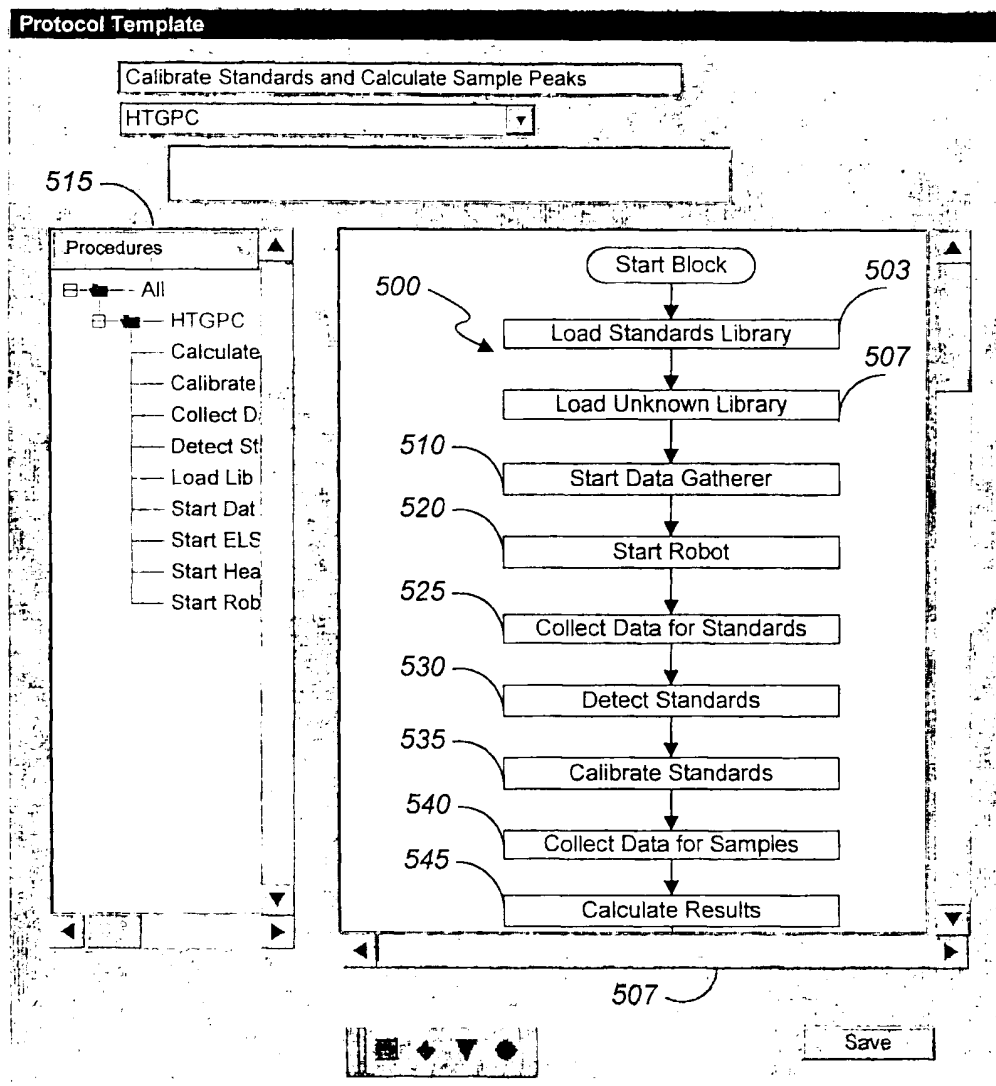 Protocol Template
Calibrate Standards and Calculate Sample Peaks
HTGPC
515
Procedures
All
HTGPC
Calculate
Calibrate
Collect D
Detect St
Load Lib
Start Dat
Start ELS
Start Hea
Start Rob
500
Start Block
503
Load Standards Library
507
Load Unknown Library
510
Start Data Gatherer
520
Start Robot
525
Collect Data for Standards
530
Detect Standards
535
Calibrate Standards
540
Collect Data for Samples
545
Calculate Results
507
Save